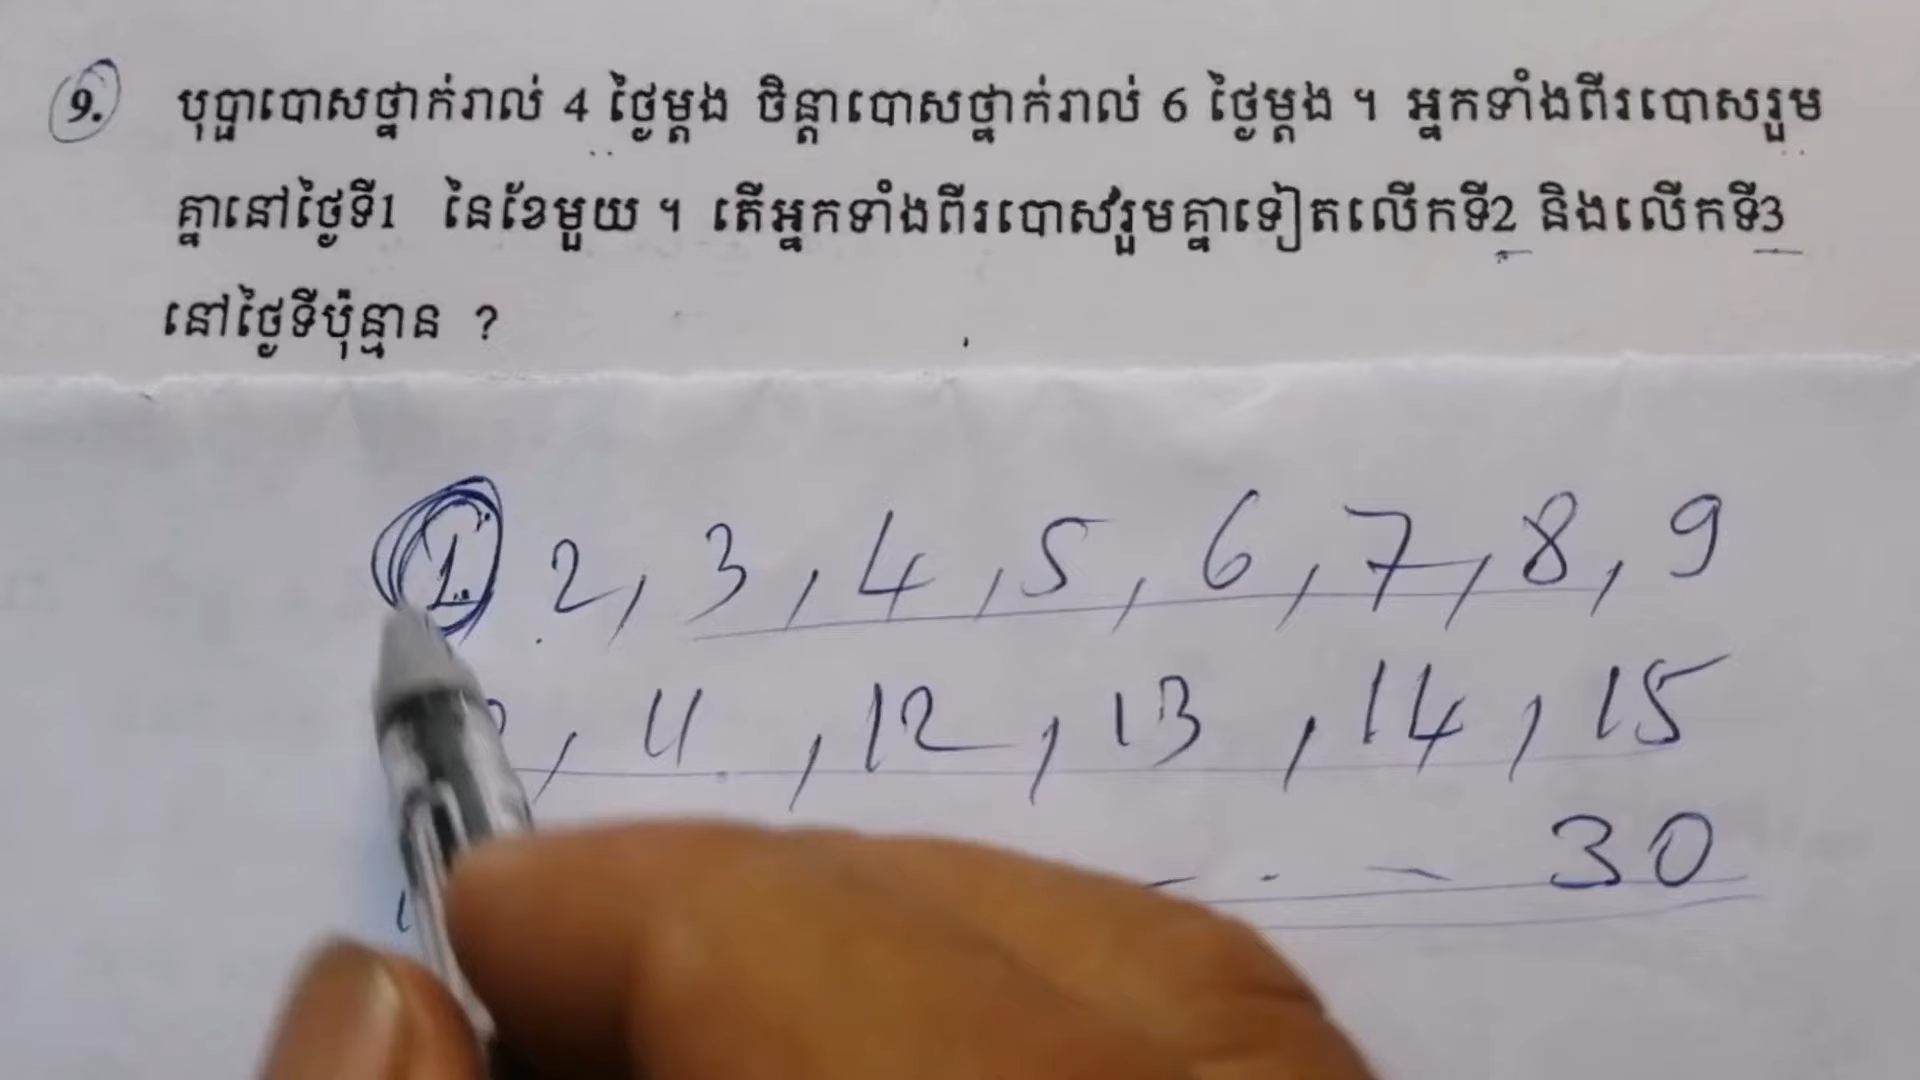 9. បុប្ផាបោសថ្នាក់រាល់ 4 ថ្ងៃម្តង ចិន្តាបោសថ្នាក់រាល់ 6 ថ្ងៃម្តង ។ អ្នកទាំងពីរបោសរួម
គ្នានៅថ្ងៃទី1 នៃខែមួយ ។ តើអ្នកទាំងពីរបោសរួមគ្នាទៀតលើកទី2 និងលើកទី3
នៅថ្ងៃទីប៉ុន្មាន ?
1, 2, 3, 4, 5, 6, 7, 8, 9
, 11, 12, 13, 14, 15
30